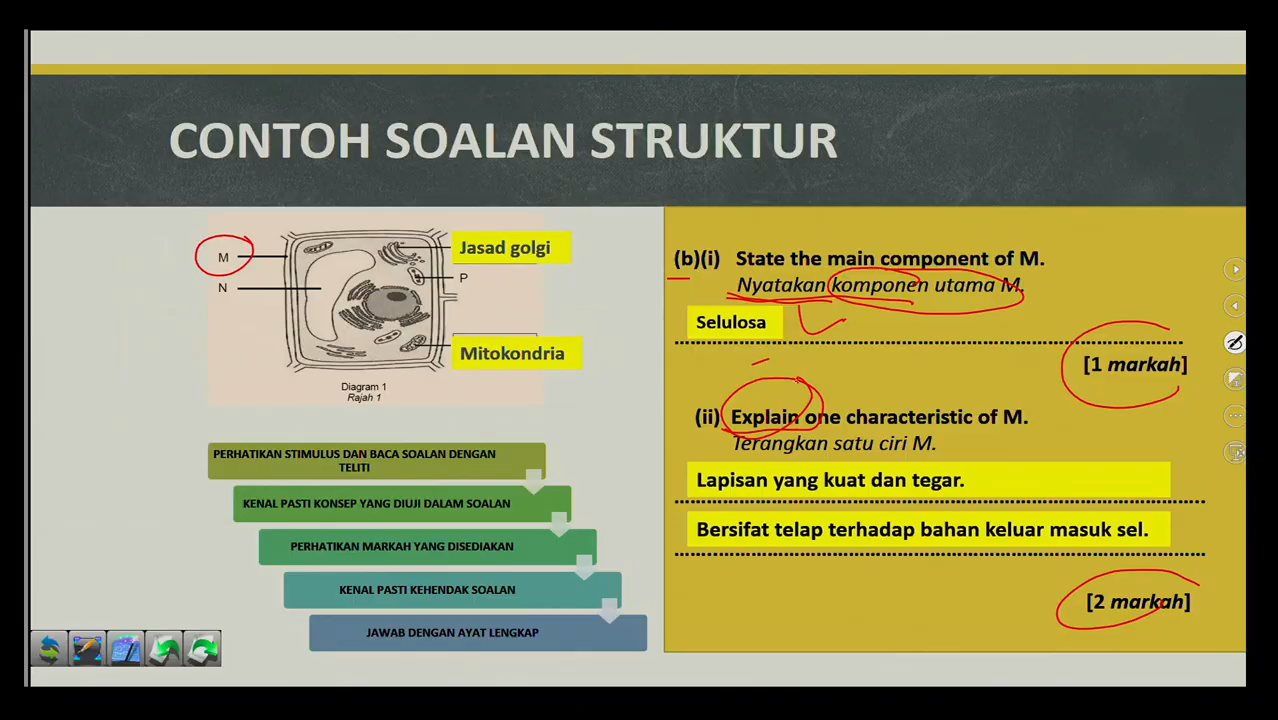 CONTOH SOALAN STRUKTUR
M
N
Jasad golgi
P
Mitokondria
Diagram 1
Rajah 1
PERHATIKAN STIMULUS DAN BACA SOALAN DENGAN
TELITI
KENAL PASTI KONSEP YANG DIUJI DALAM SOALAN
PERHATIKAN MARKAH YANG DISEDIAKAN
KENAL PASTI KEHENDAK SOALAN
JAWAB DENGAN AYAT LENGKAP
(b)(i) State the main component of M.
Nyatakan komponen utama M.
Selulosa
[1 markah]
(ii) Explain one characteristic of M.
Terangkan satu ciri M.
Lapisan yang kuat dan tegar.
Bersifat telap terhadap bahan keluar masuk sel.
[2 markah]